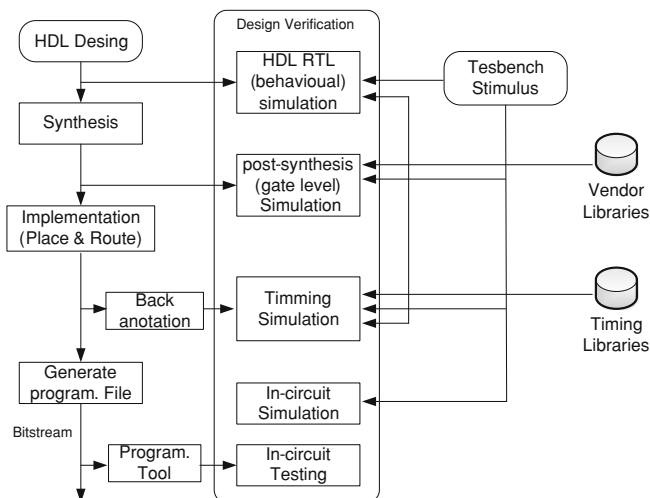 Design Verification
HDL Desing
HDL RTL
(behavioual)
simulation
Tesbench
Stimulus
Synthesis
post-synthesis
(gate level)
Simulation
Vendor
Libraries
Implementation
(Place & Route)
Back
anotation
Timming
Simulation
Timing
Libraries
Generate
program. File
In-circuit
Simulation
Bitstream
Program.
Tool
In-circuit
Testing